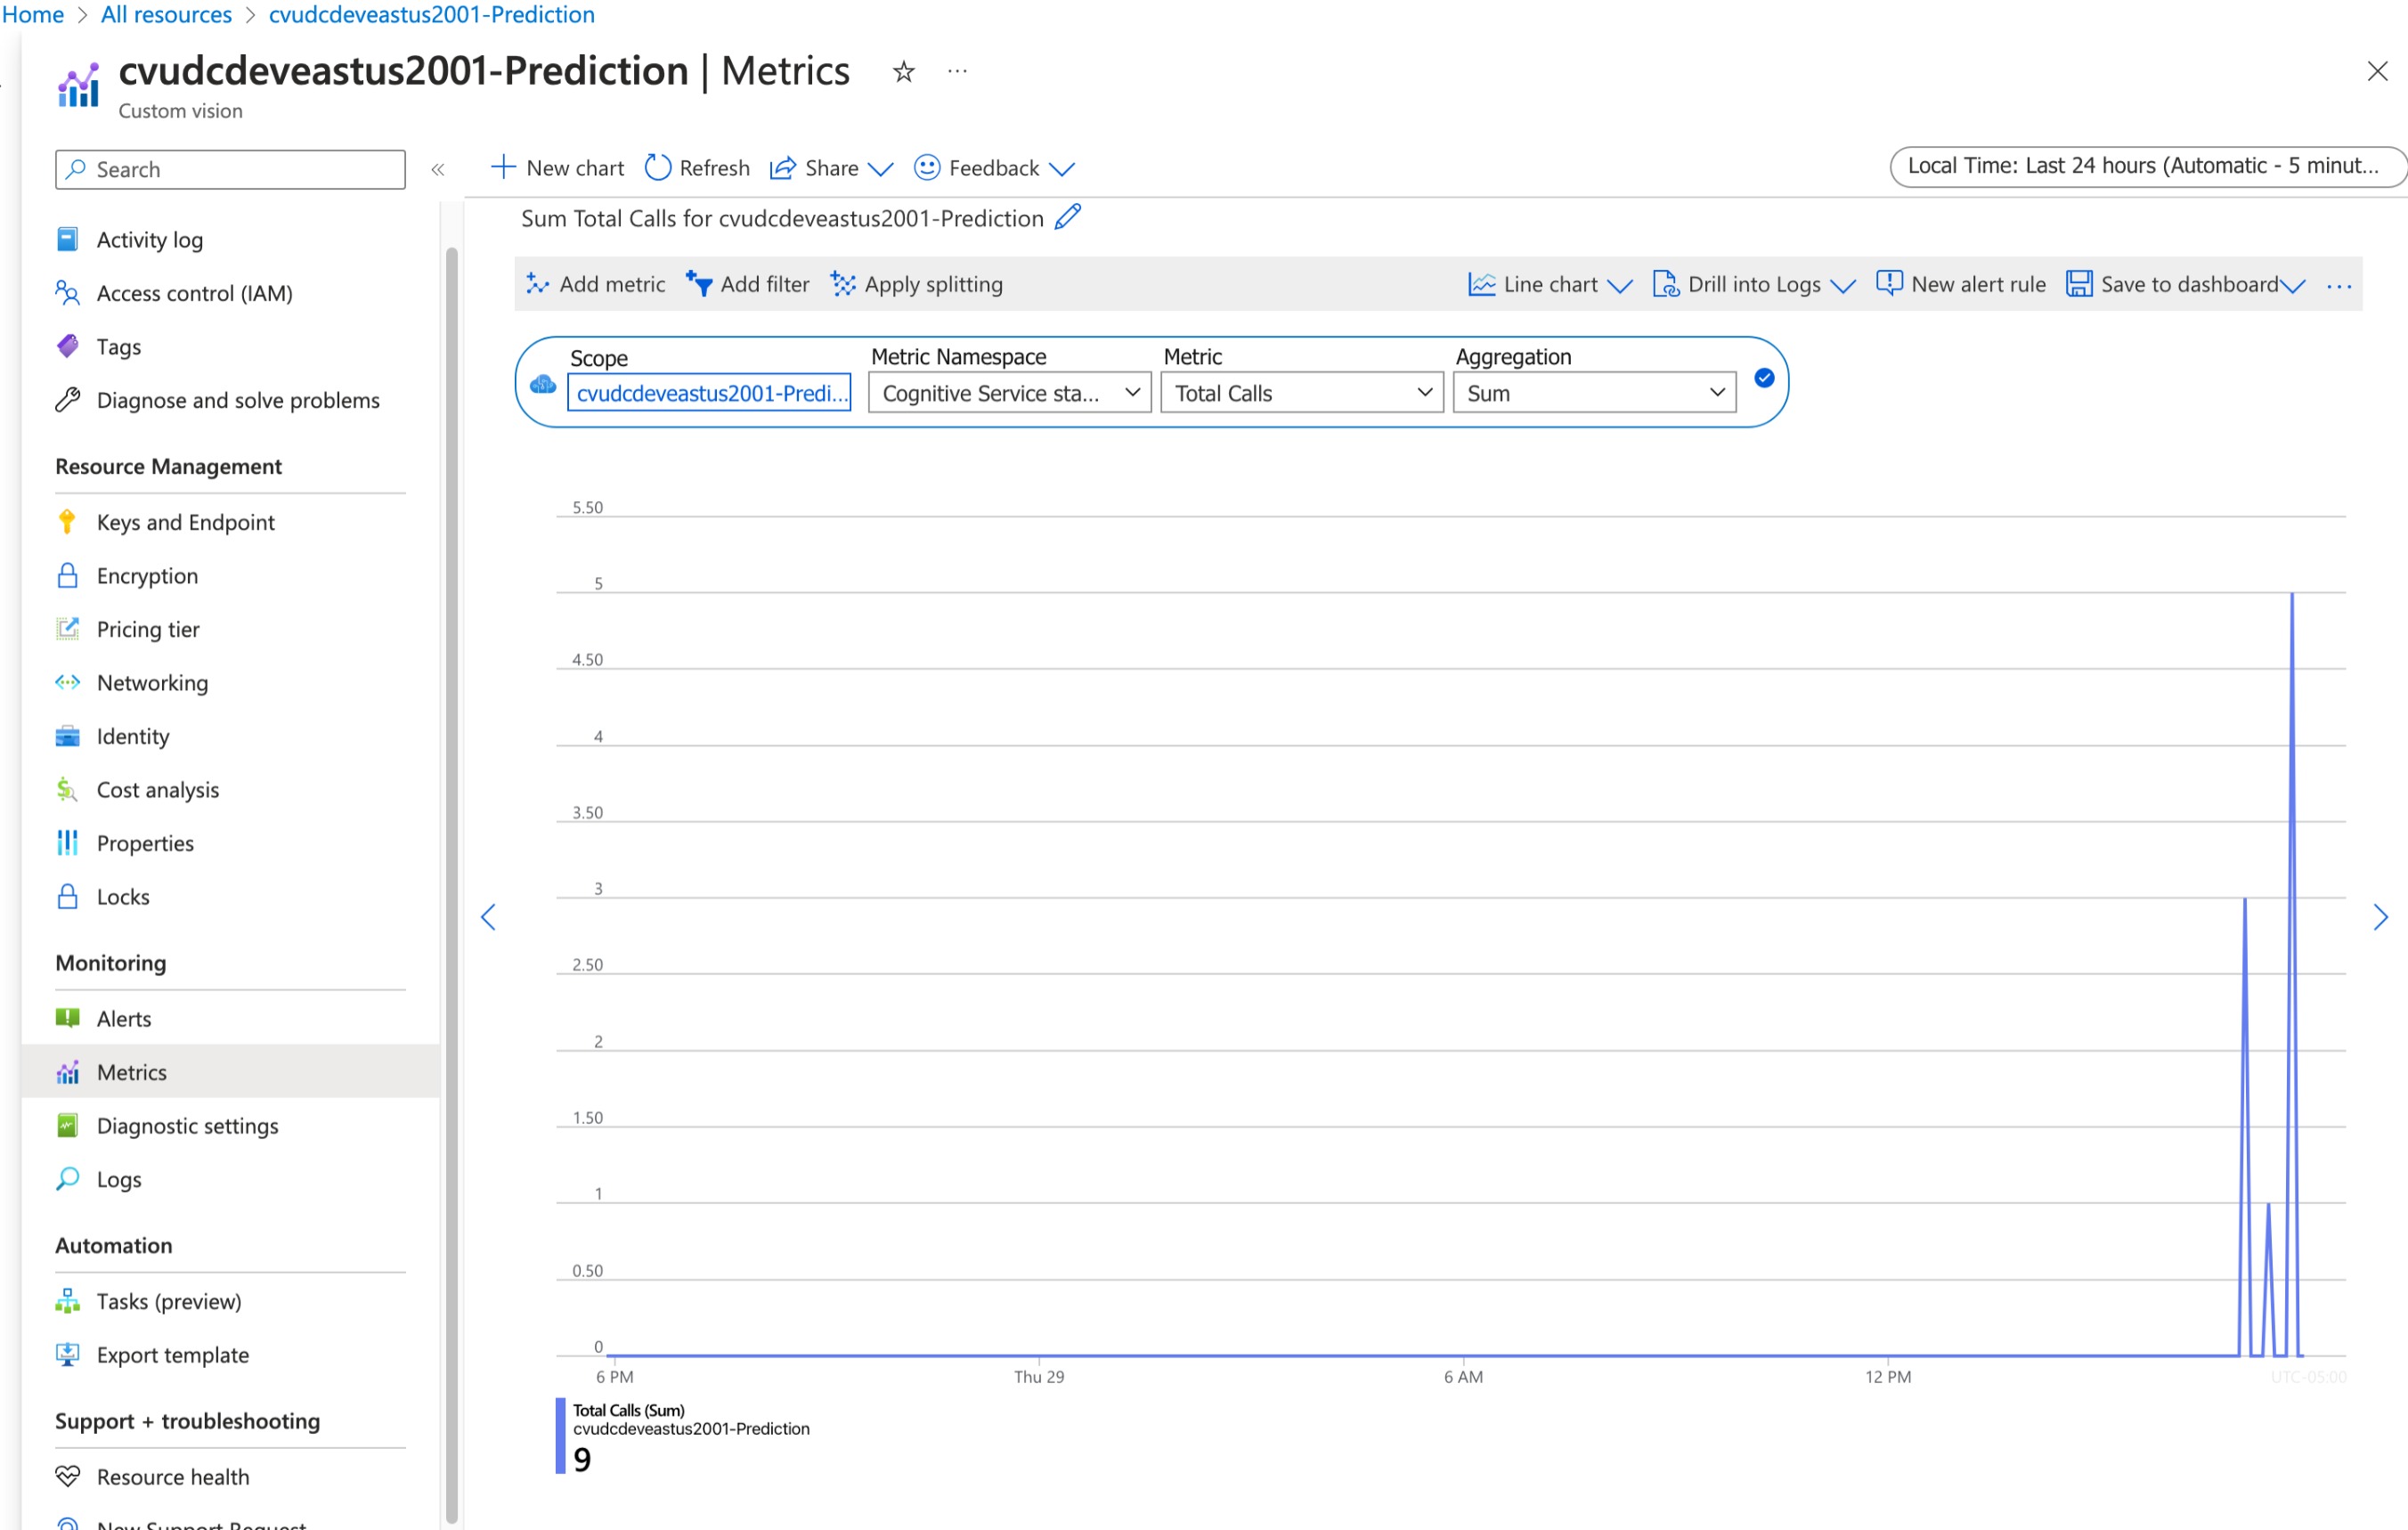 Home > All resources > cvudcdeveastus2001-Prediction
cvudcdeveastus2001-Prediction | Metrics
Custom vision
Search
New chart Refresh Share Feedback
Local Time: Last 24 hours (Automatic - 5 minut...
Activity log
Access control (IAM)
Tags
Diagnose and solve problems
Resource Management
Keys and Endpoint
Encryption
Pricing tier
Networking
Identity
Cost analysis
Properties
Locks
Monitoring
Alerts
Metrics
Diagnostic settings
Logs
Automation
Tasks (preview)
Export template
Support + troubleshooting
Resource health
New Support Request
Sum Total Calls for cvudcdeveastus2001-Prediction
Add metric Add filter Apply splitting
Line chart Drill into Logs New alert rule Save to dashboard ...
Scope Metric Namespace Metric Aggregation
cvudcdeveastus2001-Predi... Cognitive Service sta... Total Calls Sum
5.50
5
4.50
4
3.50
3
2.50
2
1.50
1
0.50
0
6 PM Thu 29 6 AM 12 PM UTC-05:00
Total Calls (Sum)
cvudcdeveastus2001-Prediction
9